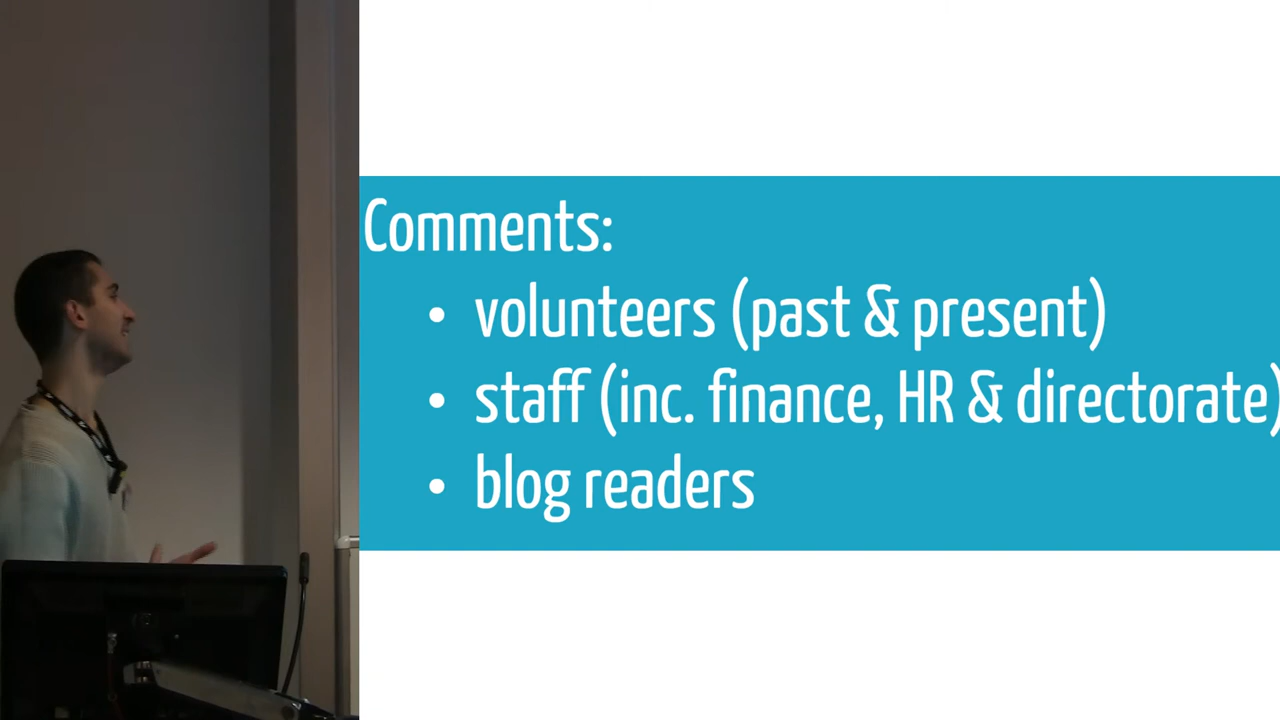 Comments:
• volunteers (past & present)
• staff (inc. finance, HR & directorate)
• blog readers